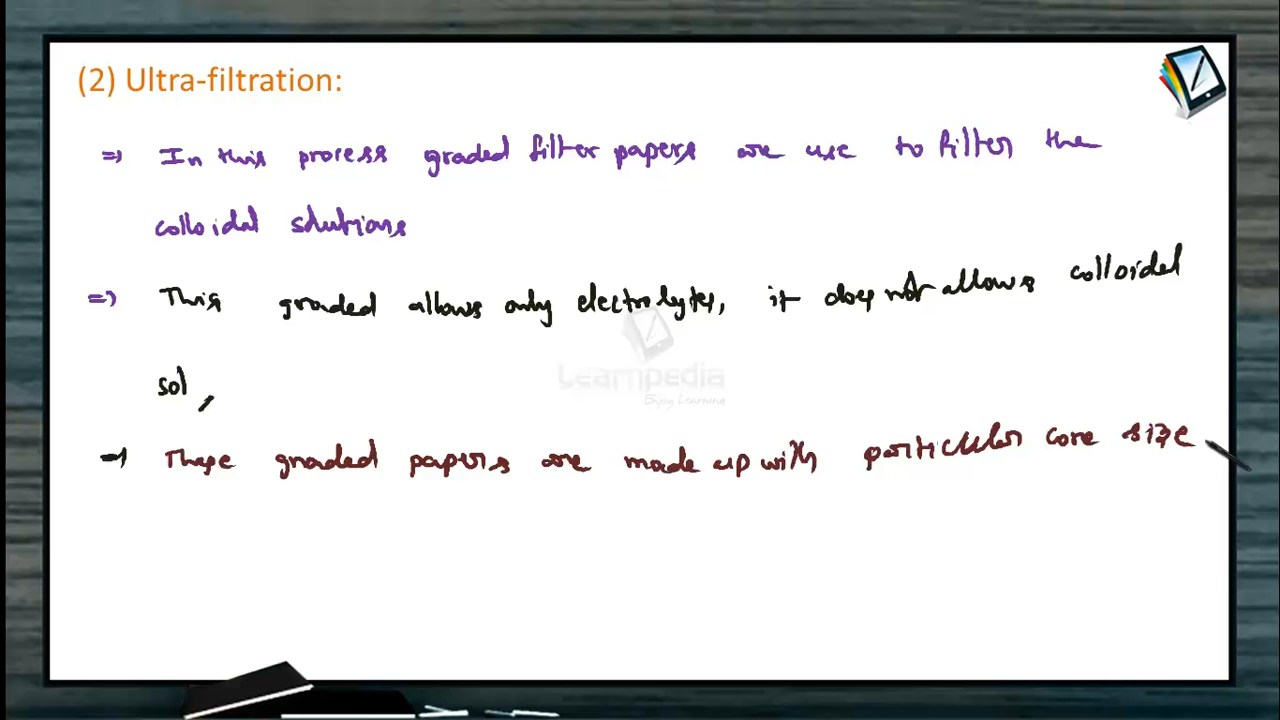 (2) Ultra-filtration:
⇒ In this process graded filter papers are use to filter the
colloidal solutions
⇒ This graded allows only electrolytes, it does not allows colloidal
sol,
Learnpedia
Enjoy Learning
⇒ These graded papers are made up with particular core size